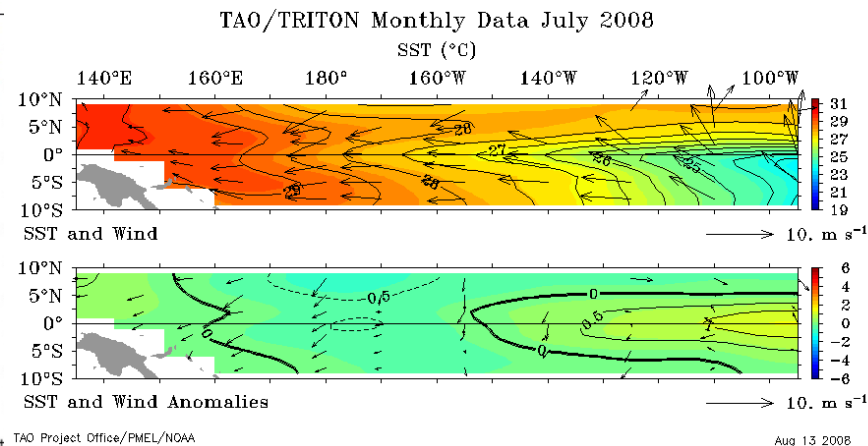 TAO/TRITON Monthly Data July 2008
SST (°C)
140°E 160°E 180° 160°W 140°W 120°W 100°W
10°N
5°N
0°
5°S
10°S
28
27
26
25
29
28
31
29
27
25
23
21
19
SST and Wind
10. m s⁻¹
10°N
5°N
0°
5°S
10°S
0.5
0
0.5
1
0
0
6
4
2
0
−2
−4
−6
SST and Wind Anomalies
10. m s⁻¹
TAO Project Office/PMEL/NOAA
Aug 13 2008